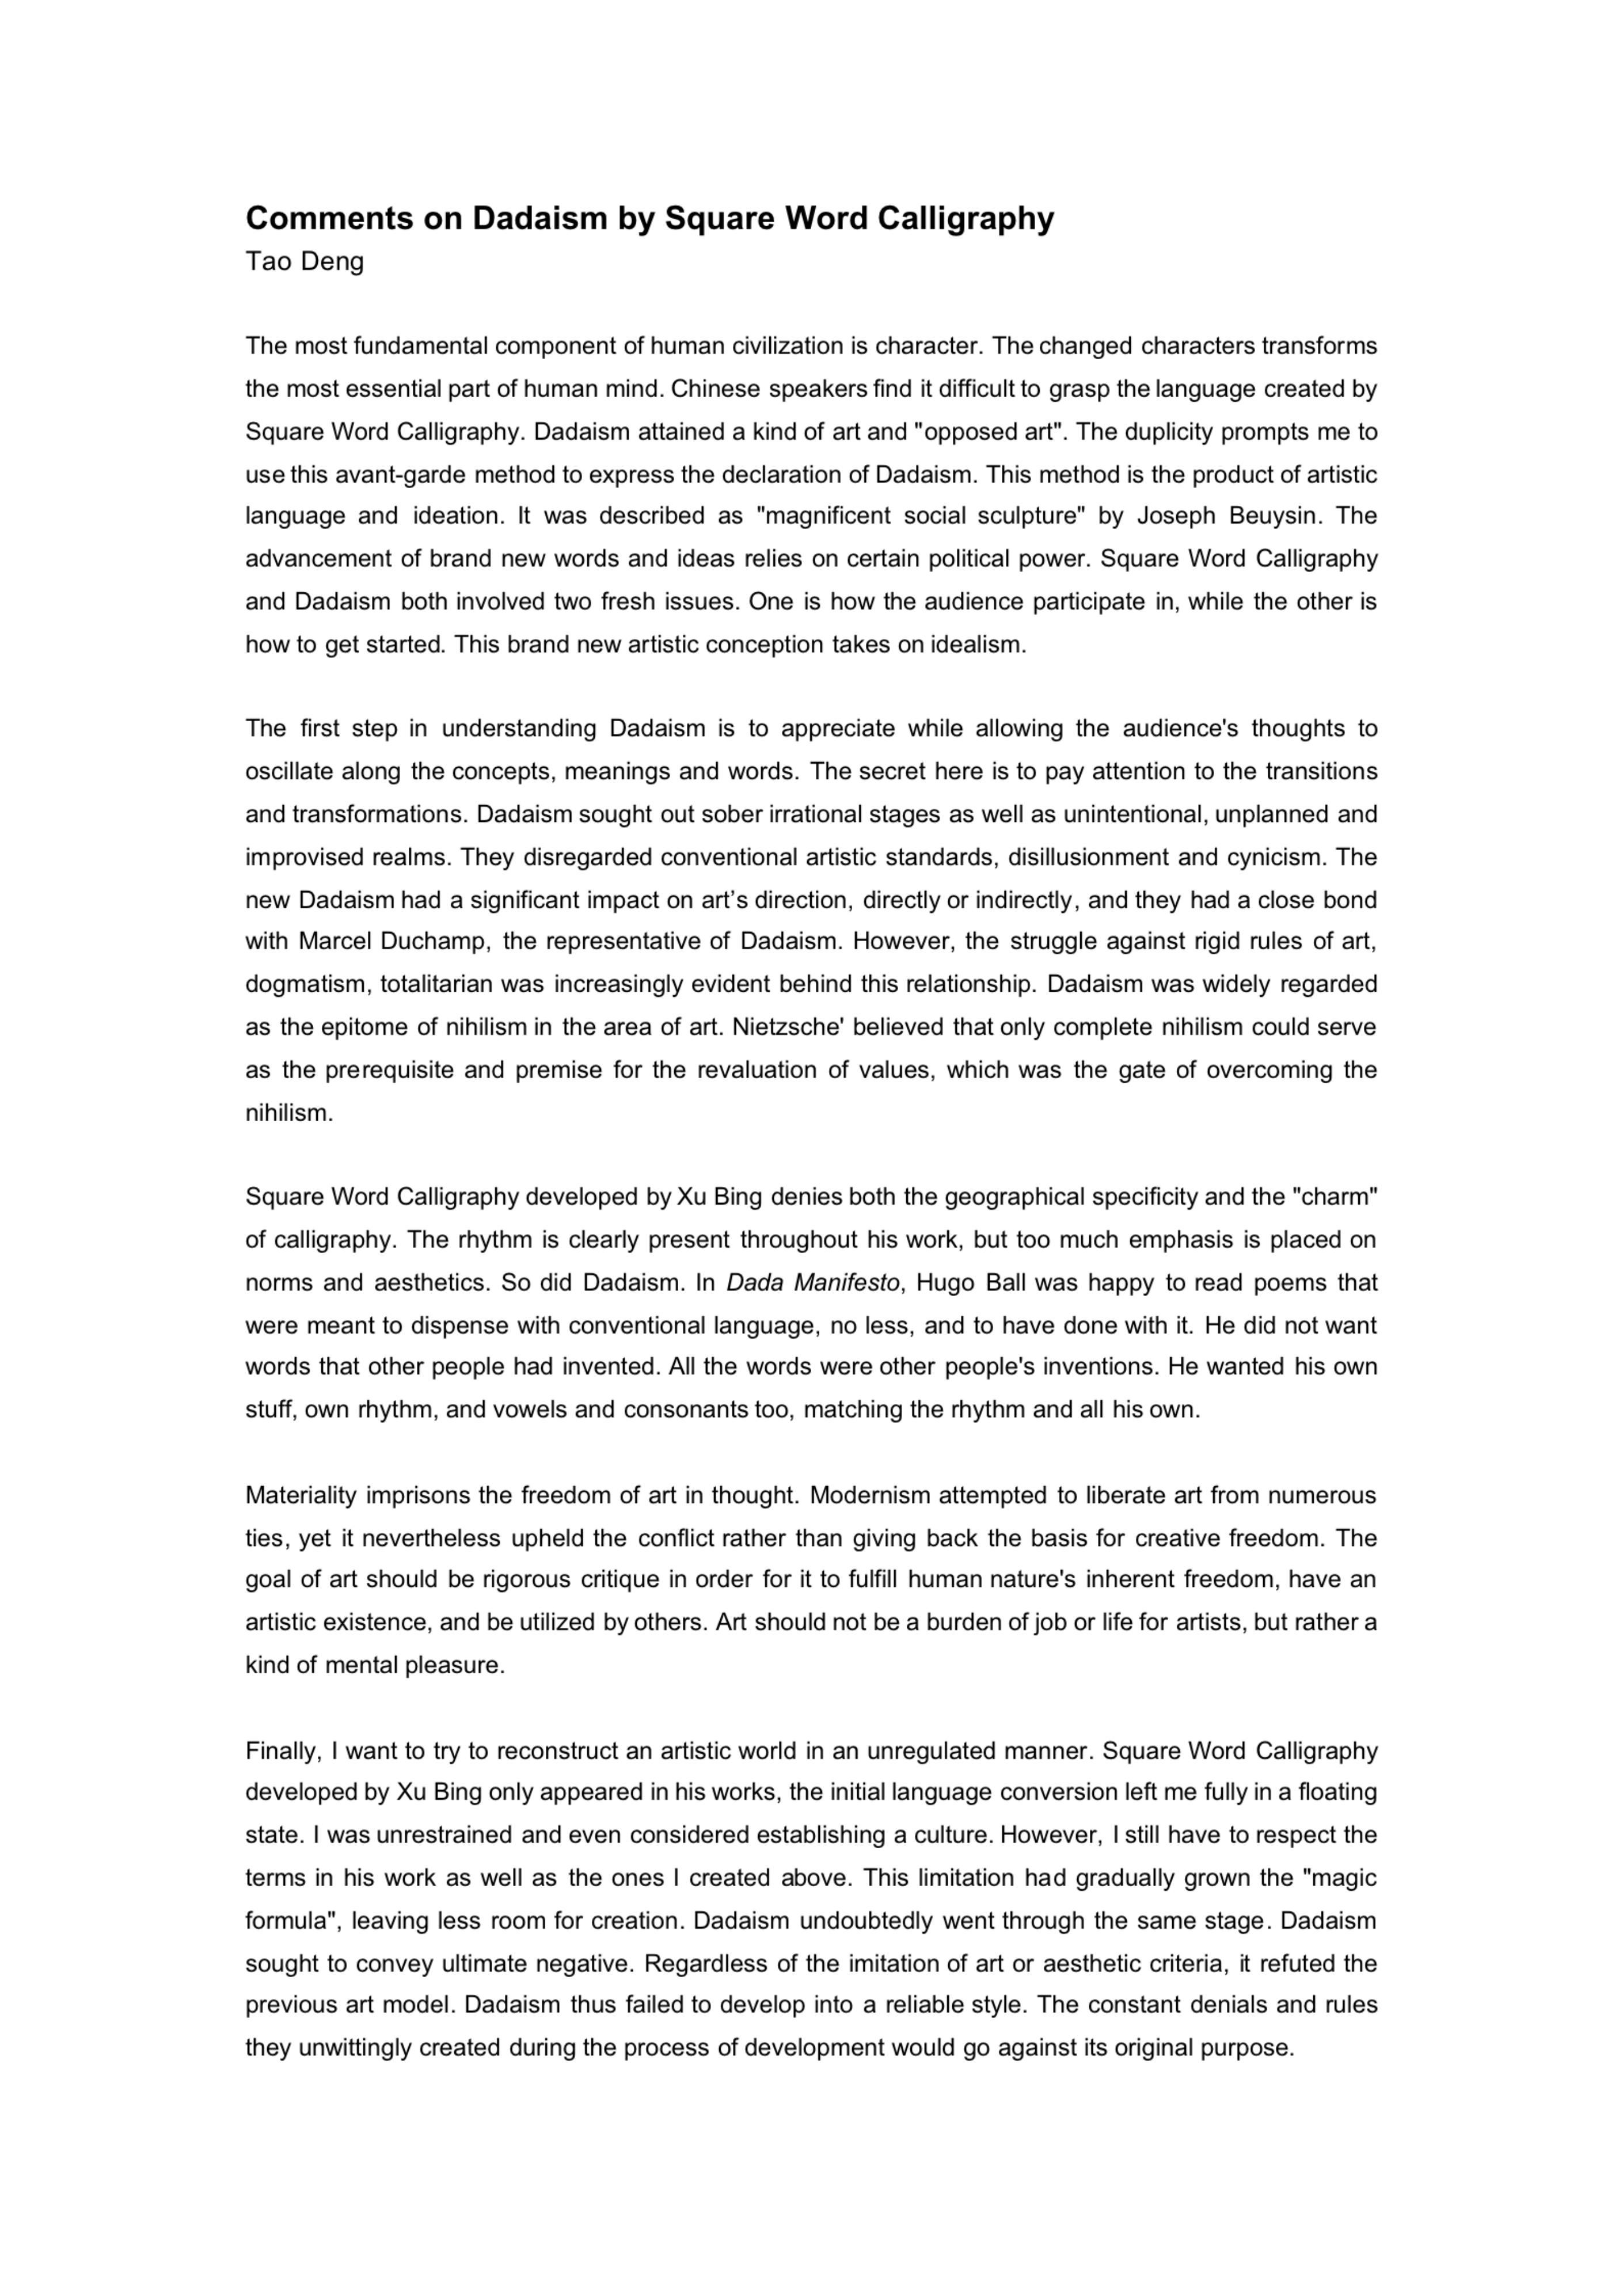 Comments on Dadaism by Square Word Calligraphy
Tao Deng
The most fundamental component of human civilization is character. The changed characters transforms
the most essential part of human mind. Chinese speakers find it difficult to grasp the language created by
Square Word Calligraphy. Dadaism attained a kind of art and "opposed art". The duplicity prompts me to
use this avant-garde method to express the declaration of Dadaism. This method is the product of artistic
language and ideation. It was described as "magnificent social sculpture" by Joseph Beuysin. The
advancement of brand new words and ideas relies on certain political power. Square Word Calligraphy
and Dadaism both involved two fresh issues. One is how the audience participate in, while the other is
how to get started. This brand new artistic conception takes on idealism.
The first step in understanding Dadaism is to appreciate while allowing the audience's thoughts to
oscillate along the concepts, meanings and words. The secret here is to pay attention to the transitions
and transformations. Dadaism sought out sober irrational stages as well as unintentional, unplanned and
improvised realms. They disregarded conventional artistic standards, disillusionment and cynicism. The
new Dadaism had a significant impact on art’s direction, directly or indirectly, and they had a close bond
with Marcel Duchamp, the representative of Dadaism. However, the struggle against rigid rules of art,
dogmatism, totalitarian was increasingly evident behind this relationship. Dadaism was widely regarded
as the epitome of nihilism in the area of art. Nietzsche' believed that only complete nihilism could serve
as the prerequisite and premise for the revaluation of values, which was the gate of overcoming the
nihilism.
Square Word Calligraphy developed by Xu Bing denies both the geographical specificity and the "charm"
of calligraphy. The rhythm is clearly present throughout his work, but too much emphasis is placed on
norms and aesthetics. So did Dadaism. In Dada Manifesto, Hugo Ball was happy to read poems that
were meant to dispense with conventional language, no less, and to have done with it. He did not want
words that other people had invented. All the words were other people's inventions. He wanted his own
stuff, own rhythm, and vowels and consonants too, matching the rhythm and all his own.
Materiality imprisons the freedom of art in thought. Modernism attempted to liberate art from numerous
ties, yet it nevertheless upheld the conflict rather than giving back the basis for creative freedom. The
goal of art should be rigorous critique in order for it to fulfill human nature's inherent freedom, have an
artistic existence, and be utilized by others. Art should not be a burden of job or life for artists, but rather a
kind of mental pleasure.
Finally, I want to try to reconstruct an artistic world in an unregulated manner. Square Word Calligraphy
developed by Xu Bing only appeared in his works, the initial language conversion left me fully in a floating
state. I was unrestrained and even considered establishing a culture. However, I still have to respect the
terms in his work as well as the ones I created above. This limitation had gradually grown the "magic
formula", leaving less room for creation. Dadaism undoubtedly went through the same stage. Dadaism
sought to convey ultimate negative. Regardless of the imitation of art or aesthetic criteria, it refuted the
previous art model. Dadaism thus failed to develop into a reliable style. The constant denials and rules
they unwittingly created during the process of development would go against its original purpose.